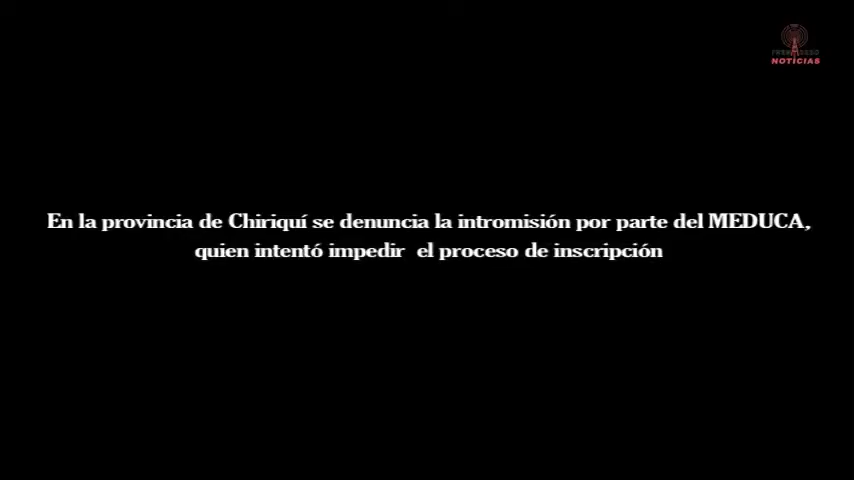 NOTICIAS
En la provincia de Chiriquí se denuncia la intromisión por parte del MEDUCA,
quien intentó impedir el proceso de inscripción